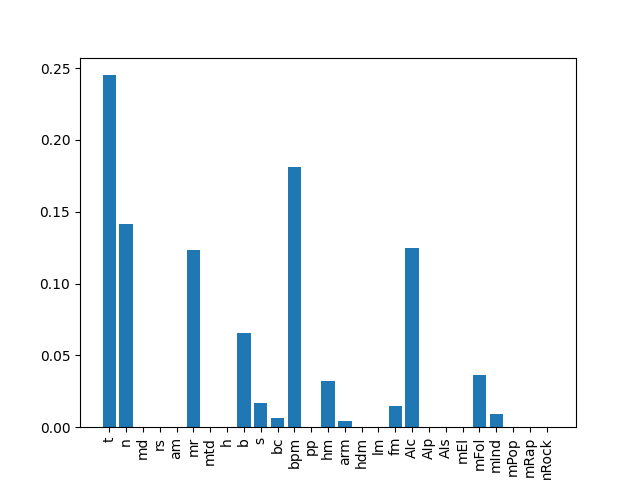 0.25
0.20
0.15
0.10
0.05
0.00
t
n
md
rs
am
mr
mtd
h
b
s
bc
bpm
pp
hm
arm
hdm
lm
fm
Alc
Alp
Als
mEl
mFol
mInd
mPop
mRap
mRock